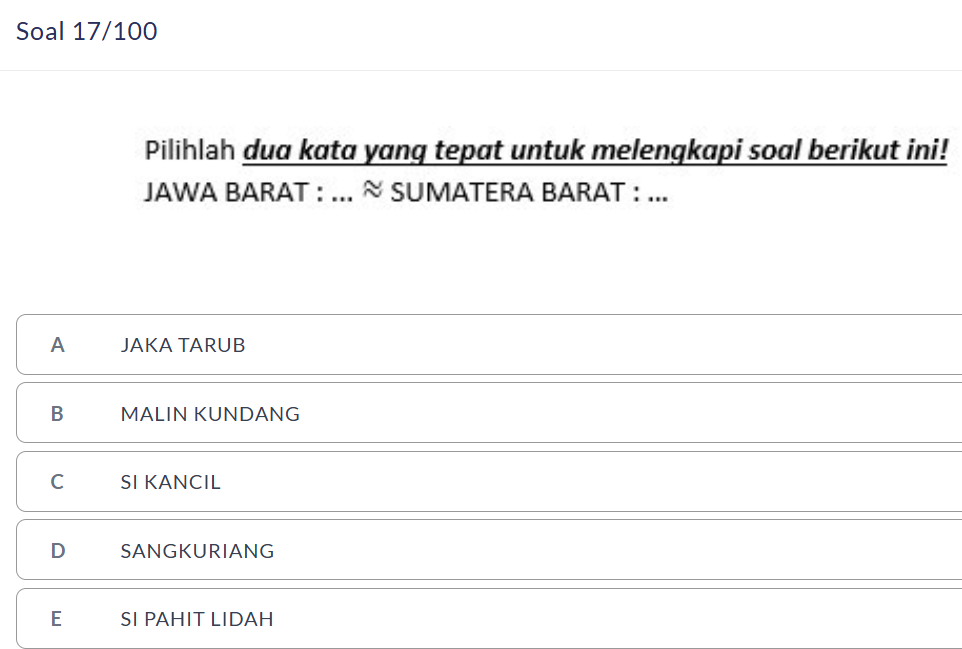 Soal 17/100
Pilihlah dua kata yang tepat untuk melengkapi soal berikut ini!
JAWA BARAT : ... ≈ SUMATERA BARAT : ...
A JAKA TARUB
B MALIN KUNDANG
C SI KANCIL
D SANGKURIANG
E SI PAHIT LIDAH